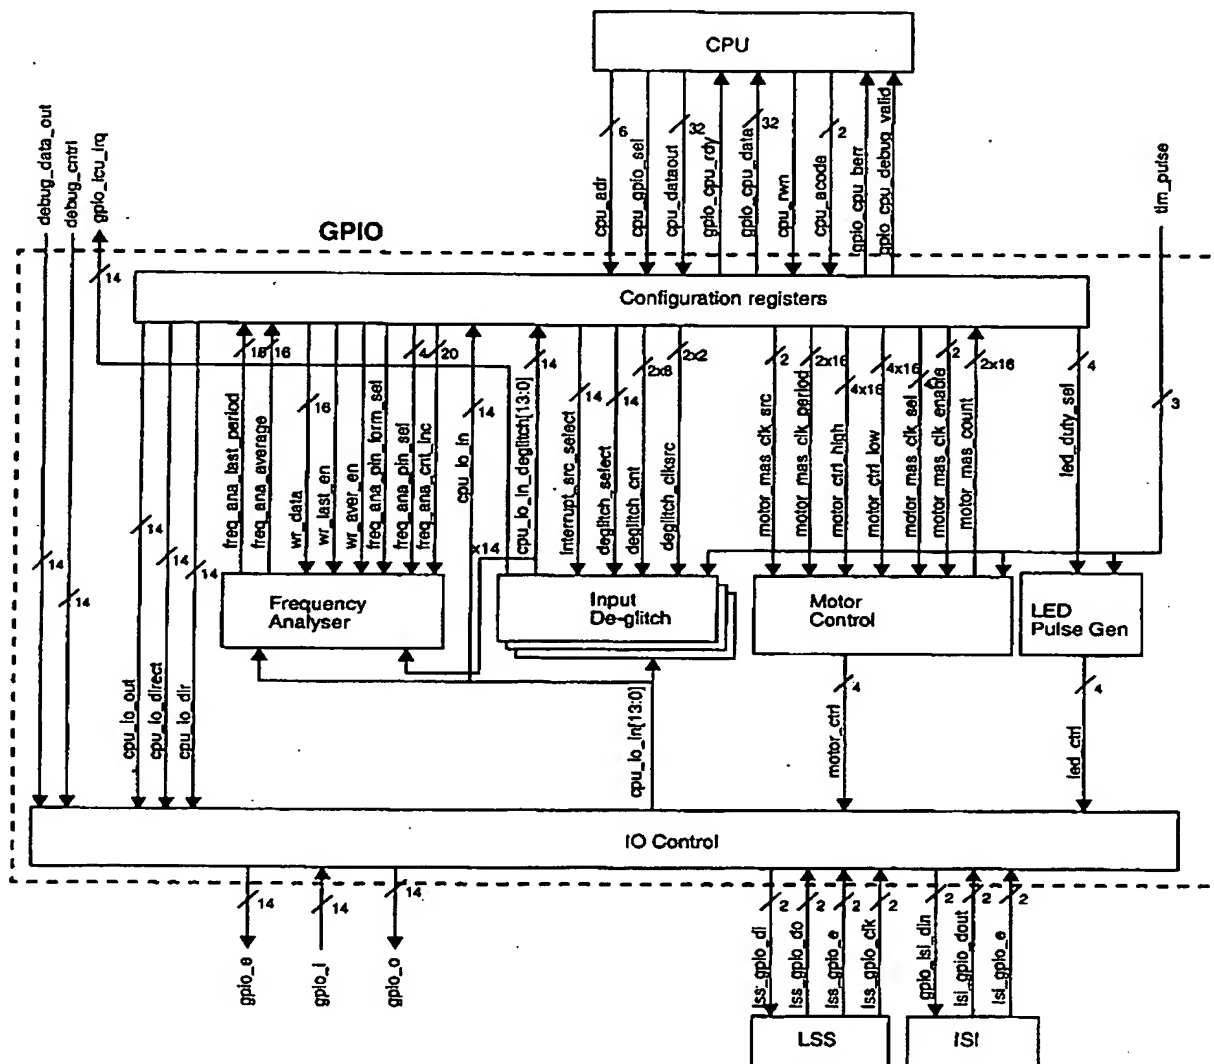 CPU
6
32
32
2
cpu_adr
cpu_gpio_sel
cpu_dataout
gpio_cpu_rdy
gpio_cpu_data
cpu_rwn
cpu_acode
gpio_cpu_berr
gpio_cpu_debug_valid
debug_data_out
debug_cntrl
gpio_icu_irq
tim_pulse
GPIO
14
3
Configuration registers
16
4
20
14
14
2
2x16
4x16
4x16
4
2
2x16
4
16
14
14
14
2x8
2x2
freq_ana_last_period
freq_ana_average
wr_data
wr_last_en
wr_aver_en
freq_ana_pin_form_sel
freq_ana_pin_sel
freq_ana_cnt_inc
cpu_io_in
cpu_io_in_deglitch[13:0]
interrupt_src_select
deglitch_select
deglitch_cnt
deglitch_clksrc
motor_mas_clk_src
motor_mas_clk_period
motor_ctrl_high
motor_ctrl_low
motor_mas_clk_sel
motor_mas_clk_enable
motor_mas_count
led_duty_sel
14
14
14
14
14
x14
Frequency
Analyser
Input
De-glitch
Motor
Control
LED
Pulse Gen
cpu_io_out
cpu_io_direct
cpu_io_dir
cpu_io_in[13:0]
motor_ctrl
4
led_ctrl
4
IO Control
14
14
14
2
2
2
2
2
2
2
gpio_e
gpio_i
gpio_o
lss_gpio_di
lss_gpio_do
lss_gpio_e
lss_gpio_clk
gpio_isi_din
isi_gpio_dout
isi_gpio_e
LSS
ISI